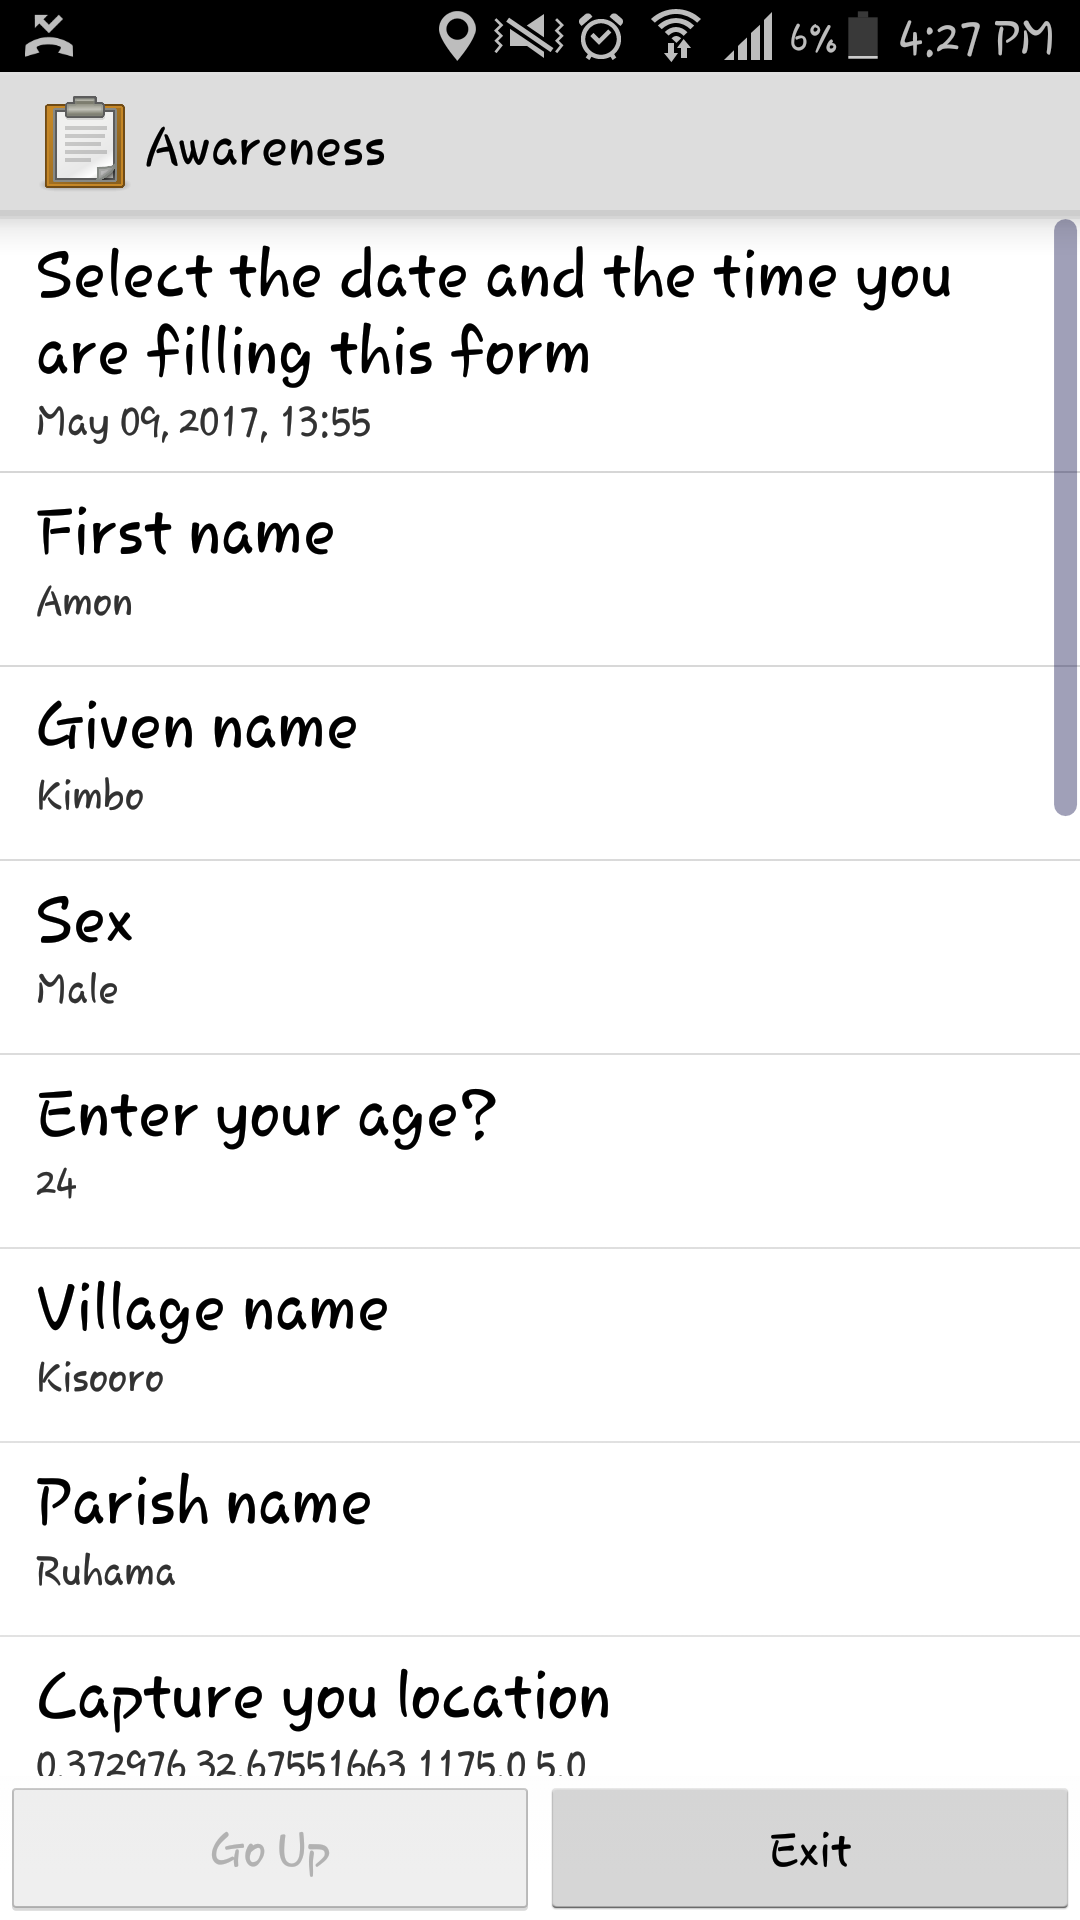 6% 4:27 PM
Awareness
Select the date and the time you
are filling this form
May 09, 2017, 13:55
First name
Amon
Given name
Kimbo
Sex
Male
Enter your age?
24
Village name
Kisooro
Parish name
Ruhama
Capture you location
0.372976 32.67551663 1175.0 5.0
Go Up
Exit